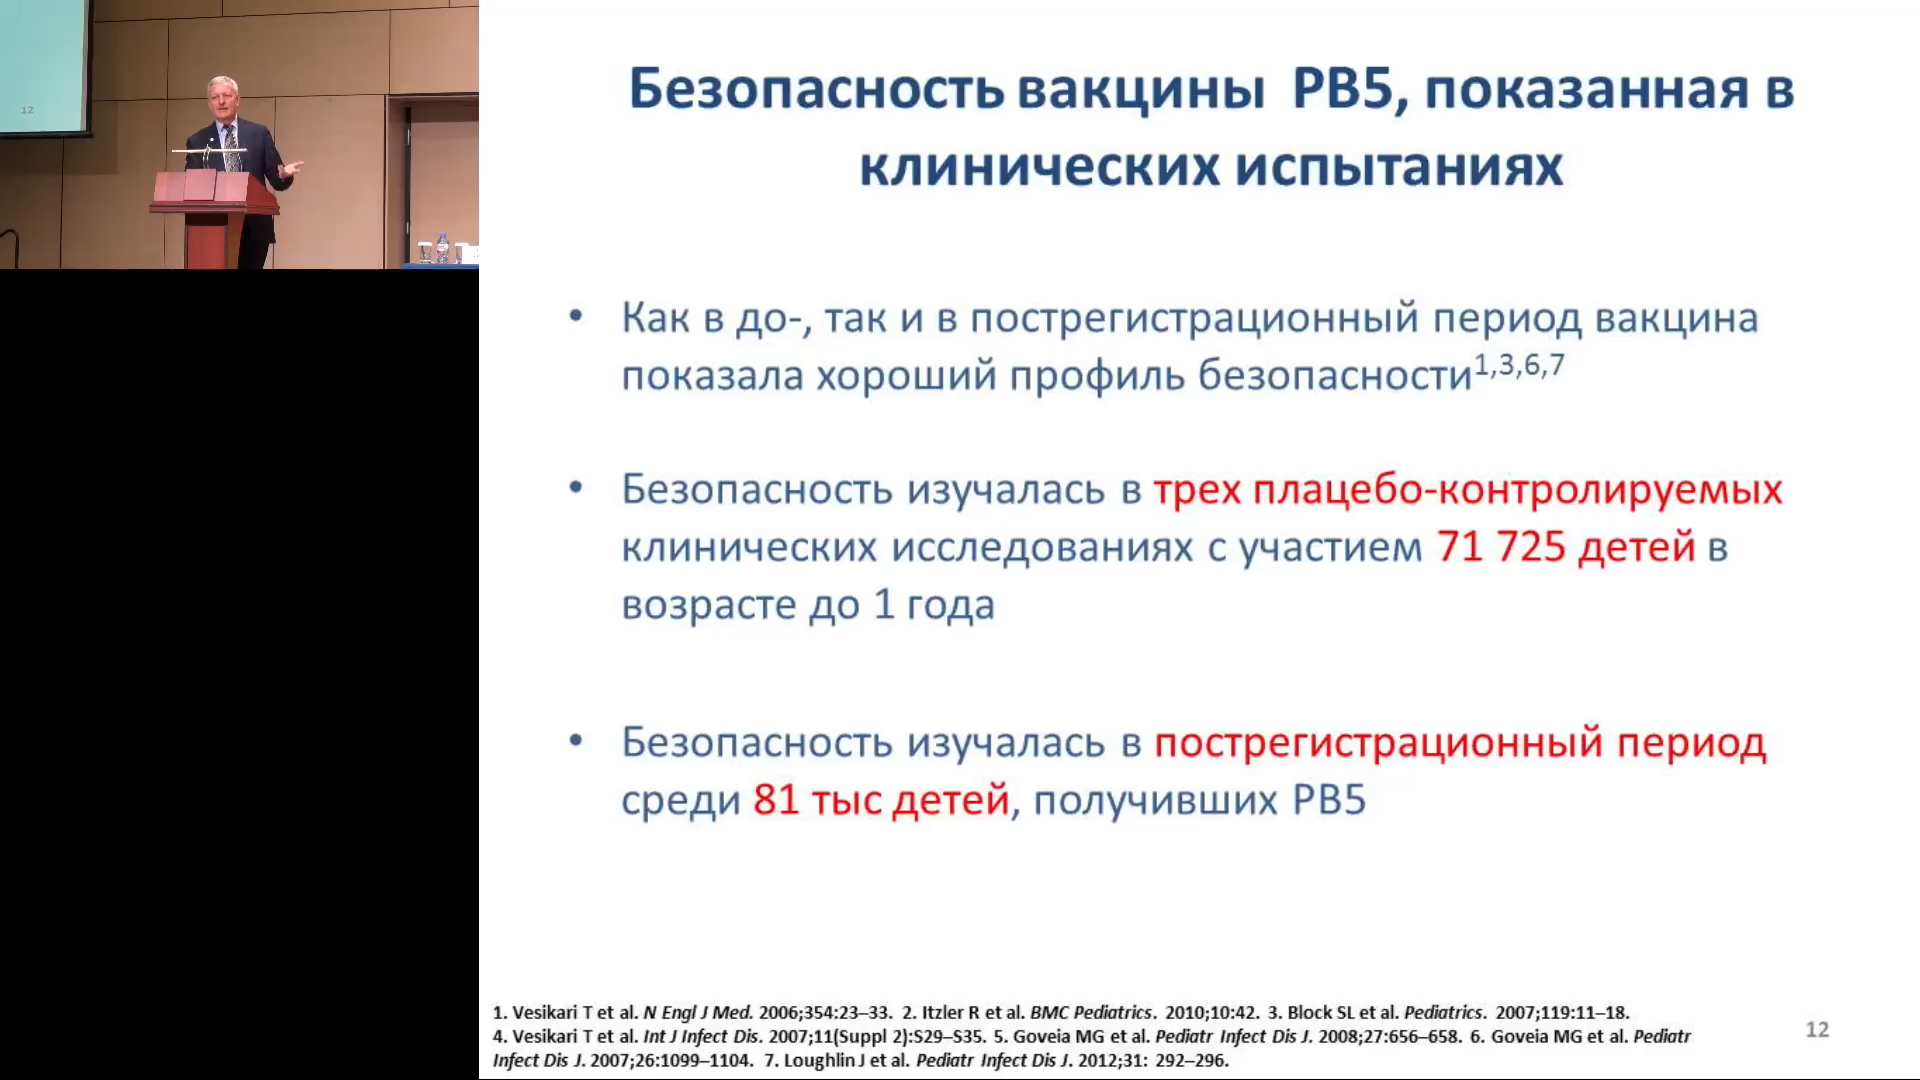 12
Безопасность вакцины РВ5, показанная в
клинических испытаниях
• Как в до-, так и в пострегистрационный период вакцина
показала хороший профиль безопасности1,3,6,7
• Безопасность изучалась в трех плацебо-контролируемых
клинических исследованиях с участием 71 725 детей в
возрасте до 1 года
• Безопасность изучалась в пострегистрационный период
среди 81 тыс детей, получивших РВ5
1. Vesikari T et al. N Engl J Med. 2006;354:23–33. 2. Itzler R et al. BMC Pediatrics. 2010;10:42. 3. Block SL et al. Pediatrics. 2007;119:11–18.
4. Vesikari T et al. Int J Infect Dis. 2007;11(Suppl 2):S29–S35. 5. Goveia MG et al. Pediatr Infect Dis J. 2008;27:656–658. 6. Goveia MG et al. Pediatr
Infect Dis J. 2007;26:1099–1104. 7. Loughlin J et al. Pediatr Infect Dis J. 2012;31: 292–296.
12